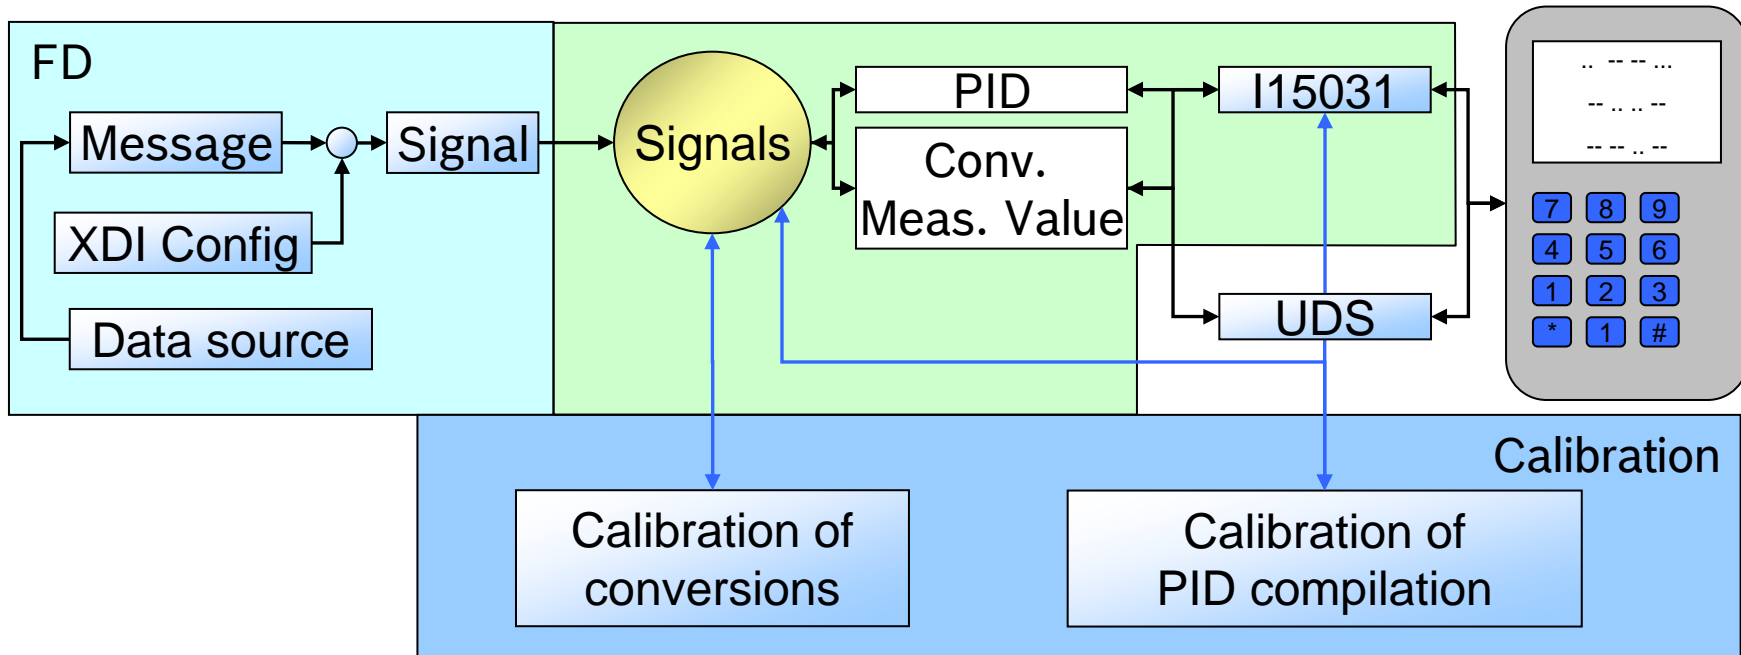 FD
Message
Signal
XDI Config
Data source
Signals
PID
Conv.
Meas. Value
I15031
UDS
.. -- -- ...
-- .. .. --
-- -- .. --
7 8 9
4 5 6
1 2 3
* 1 #
Calibration
Calibration of
conversions
Calibration of
PID compilation